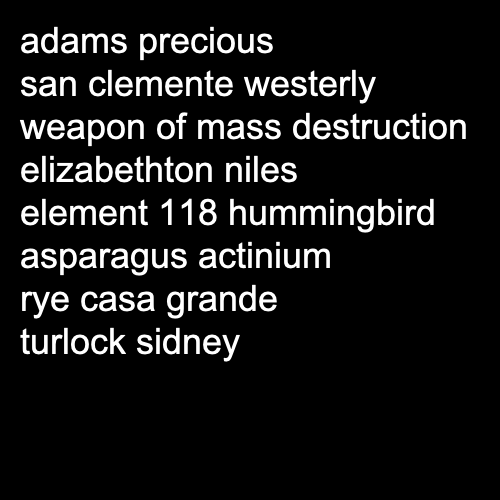 adams precious
san clemente westerly
weapon of mass destruction
elizabethton niles
element 118 hummingbird
asparagus actinium
rye casa grande
turlock sidney